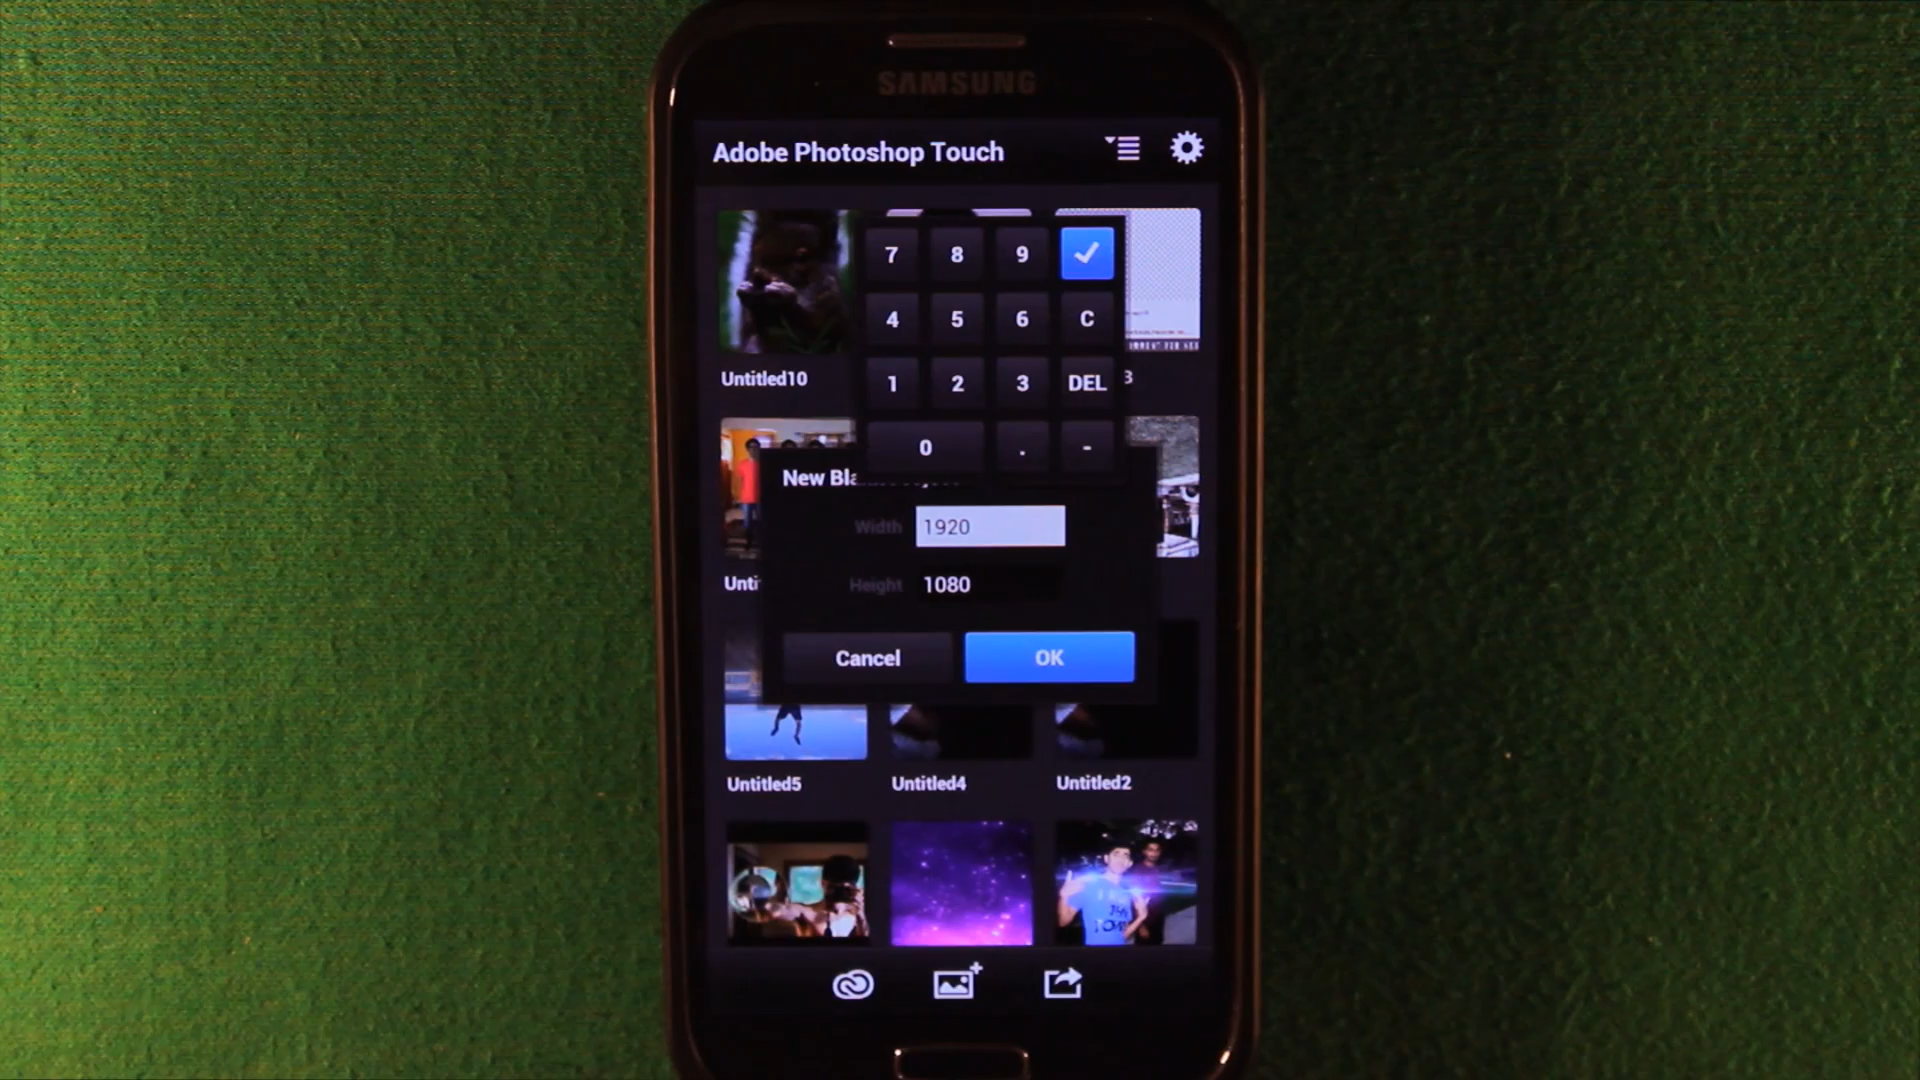 SAMSUNG
Adobe Photoshop Touch
7 8 9
4 5 6 C
1 2 3 DEL
Untitled10
3
0 . -
New Bla
Width 1920
Height 1080
Cancel OK
Untitled5 Untitled4 Untitled2